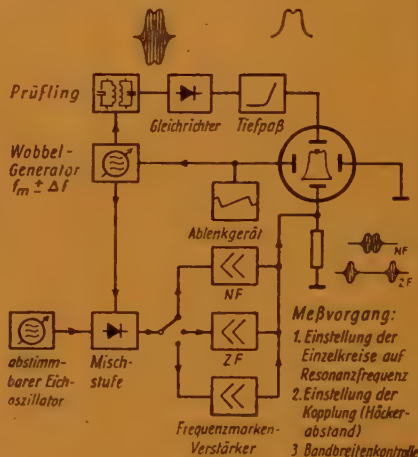 Prüfling
Gleichrichter
Tiefpaß
Wobbel-
Generator
fm ± Δf
Ablenkgerät
NF
ZF
NF
ZF
abstimm-
barer Eich-
oszillator
Misch-
stufe
Frequenzmarken-
Verstärker
Meßvorgang:
1. Einstellung der
Einzelkreise auf
Resonanzfrequenz
2. Einstellung der
Kopplung (Höcker-
abstand)
3 Bandbreitenkontrolle